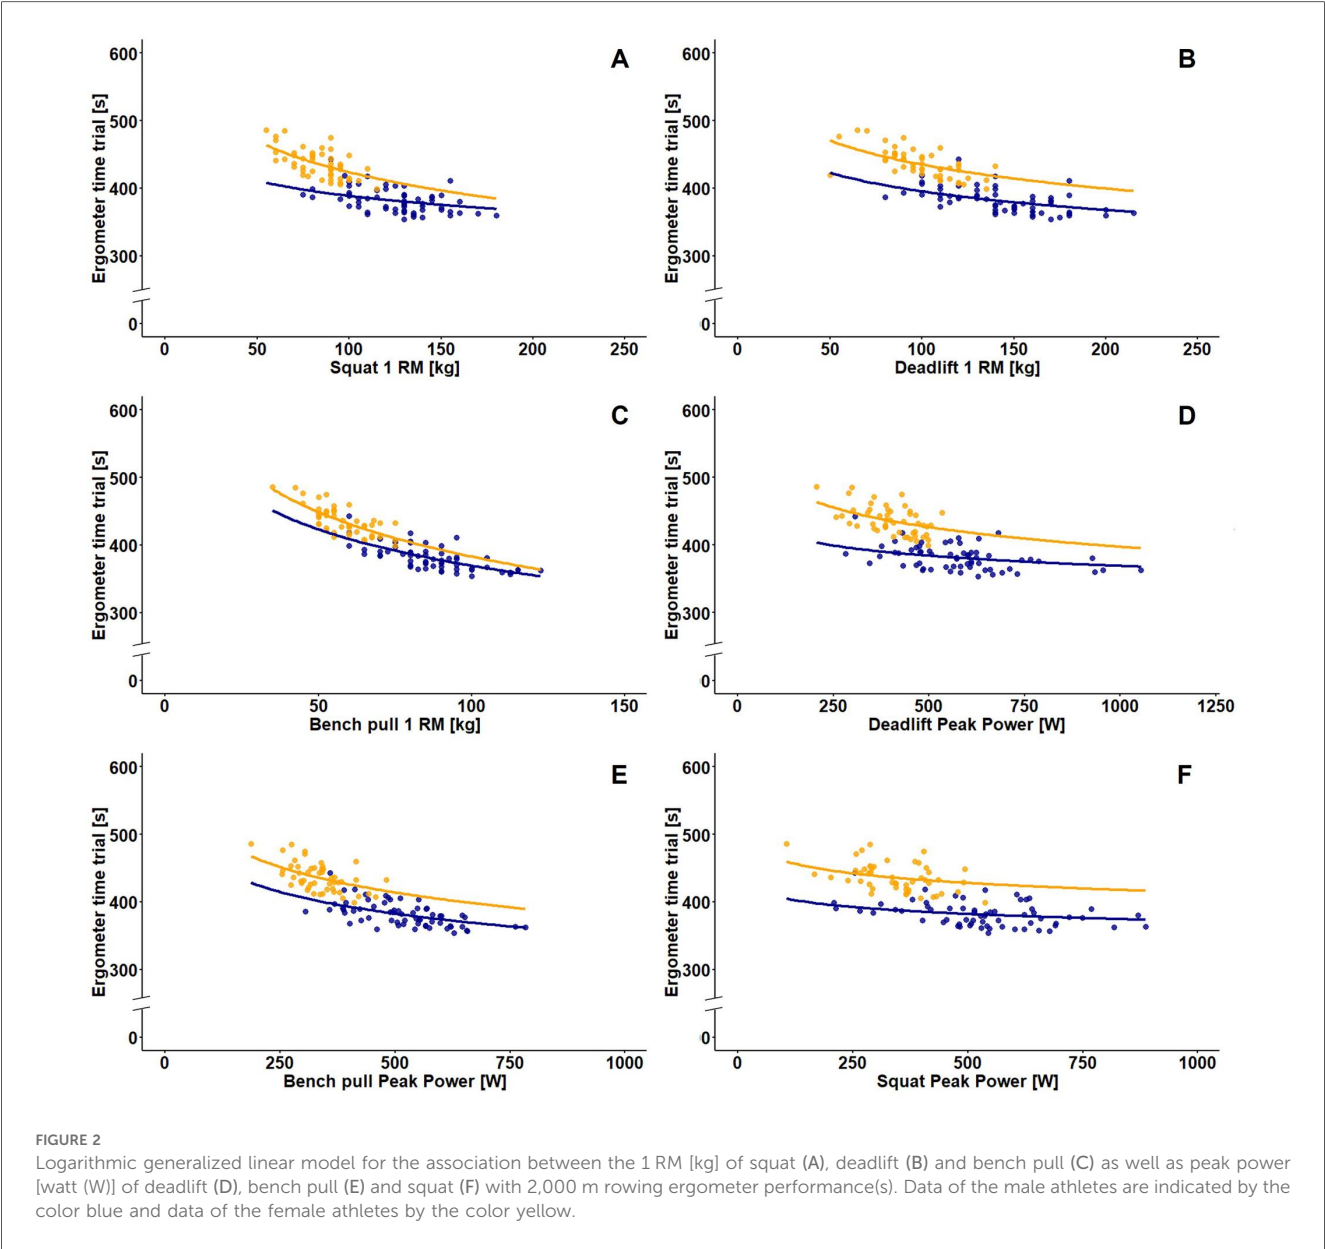 A
600
500
400
300
0
Ergometer time trial [s]
0 50 100 150 200 250
Squat 1 RM [kg]
B
600
500
400
300
0
Ergometer time trial [s]
0 50 100 150 200 250
Deadlift 1 RM [kg]
C
600
500
400
300
0
Ergometer time trial [s]
0 50 100 150
Bench pull 1 RM [kg]
D
600
500
400
300
0
Ergometer time trial [s]
0 250 500 750 1000 1250
Deadlift Peak Power [W]
E
600
500
400
300
0
Ergometer time trial [s]
250 500 750 1000
0
Bench pull Peak Power [W]
F
600
500
400
300
0
Ergometer time trial [s]
0 250 500 750 1000
Squat Peak Power [W]
FIGURE 2
Logarithmic generalized linear model for the association between the 1 RM [kg] of squat (A), deadlift (B) and bench pull (C) as well as peak power
[watt (W)] of deadlift (D), bench pull (E) and squat (F) with 2,000 m rowing ergometer performance(s). Data of the male athletes are indicated by the
color blue and data of the female athletes by the color yellow.